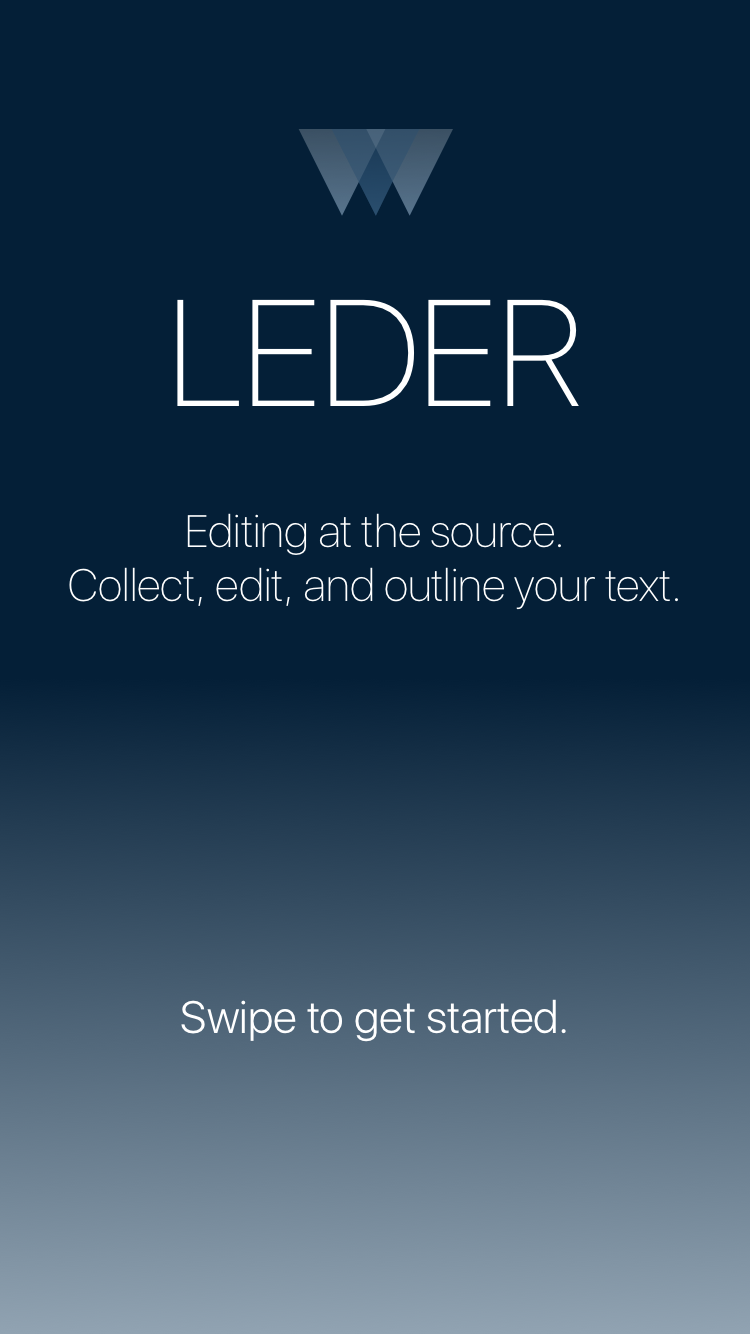 LEDER
Editing at the source.
Collect, edit, and outline your text.
Swipe to get started.